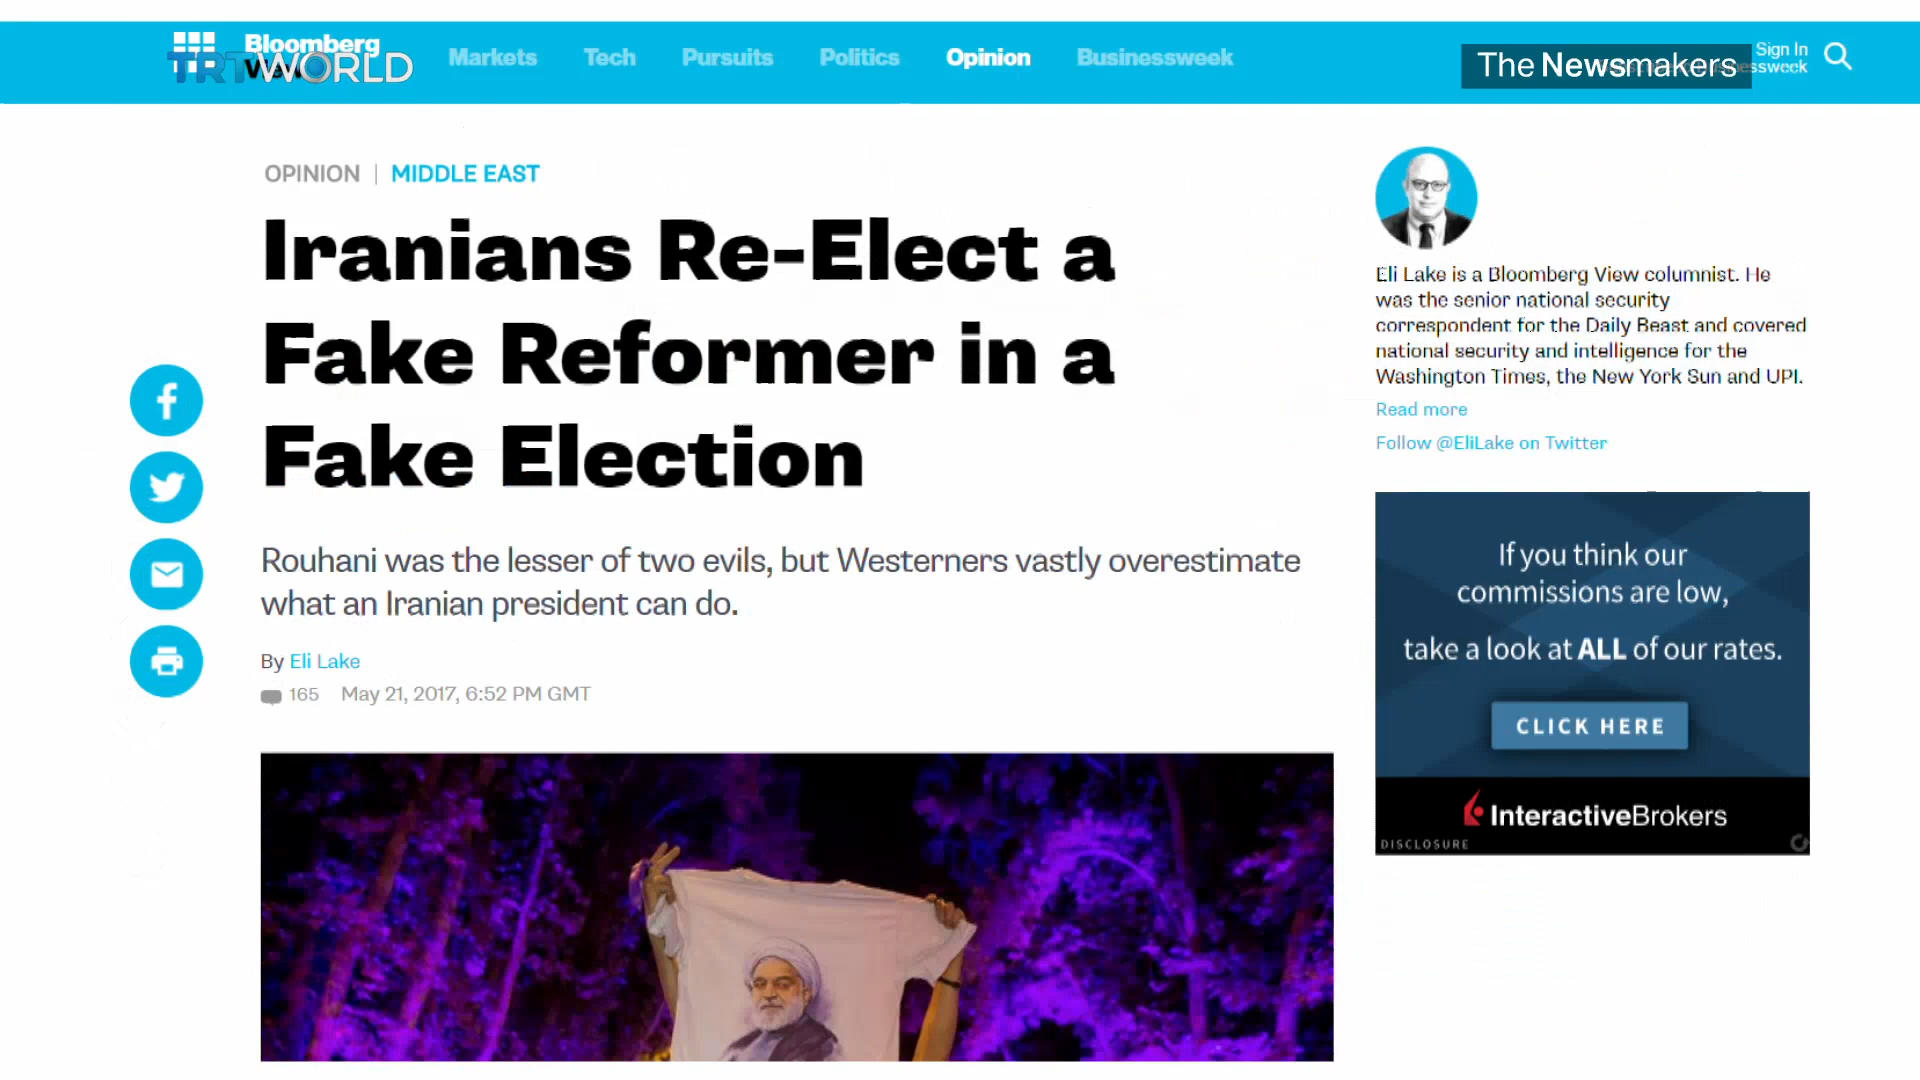 Bloomberg
View
TRT WORLD
Markets
Tech
Pursuits
Politics
Opinion
Businessweek
The Newsmakers
Sign In
OPINION | MIDDLE EAST
Iranians Re-Elect a
Fake Reformer in a
Fake Election
Rouhani was the lesser of two evils, but Westerners vastly overestimate
what an Iranian president can do.
By Eli Lake
165 May 21, 2017, 6:52 PM GMT
Eli Lake is a Bloomberg View columnist. He
was the senior national security
correspondent for the Daily Beast and covered
national security and intelligence for the
Washington Times, the New York Sun and UPI.
Read more
Follow @EliLake on Twitter
If you think our
commissions are low,
take a look at ALL of our rates.
CLICK HERE
InteractiveBrokers
DISCLOSURE